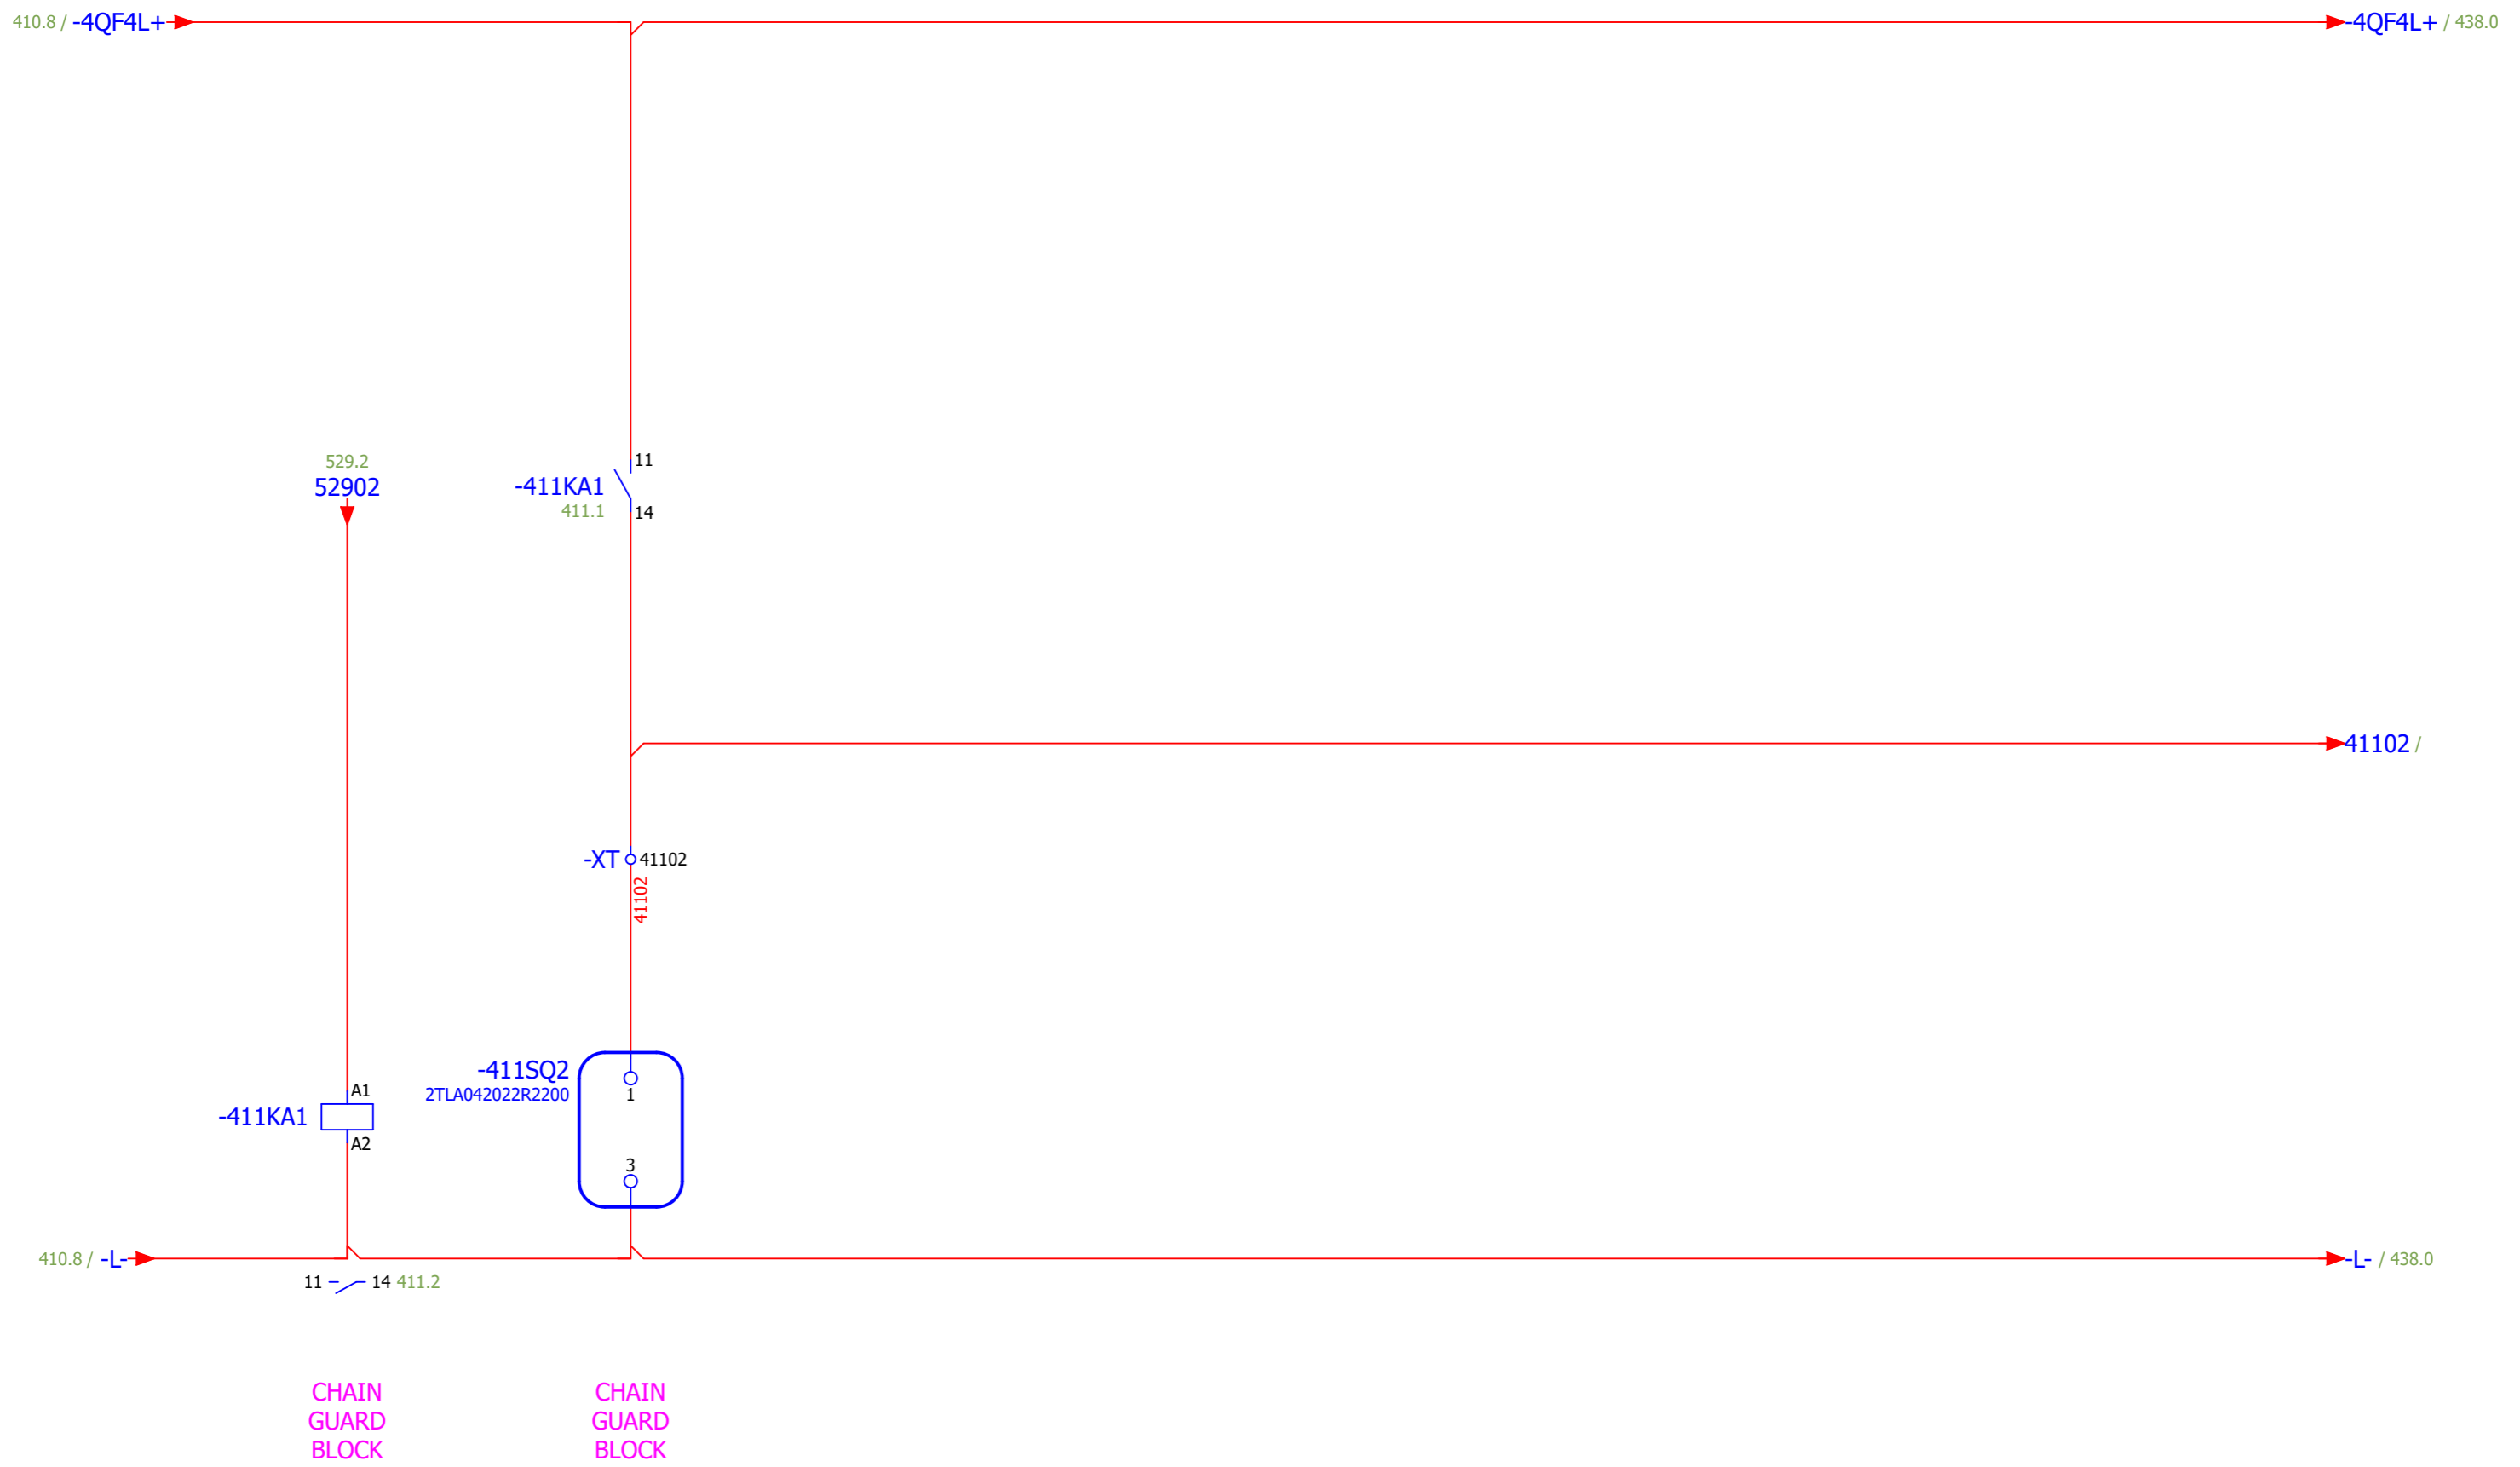 410.8 / -4QF4L+
-4QF4L+ / 438.0
529.2
52902
11
-411KA1
411.1
14
41102 /
-XT 41102
41102
-411SQ2
2TLA042022R2200
1
A1
-411KA1
A2
3
410.8 / -L-
-L- / 438.0
11 14 411.2
CHAIN
GUARD
BLOCK
CHAIN
GUARD
BLOCK